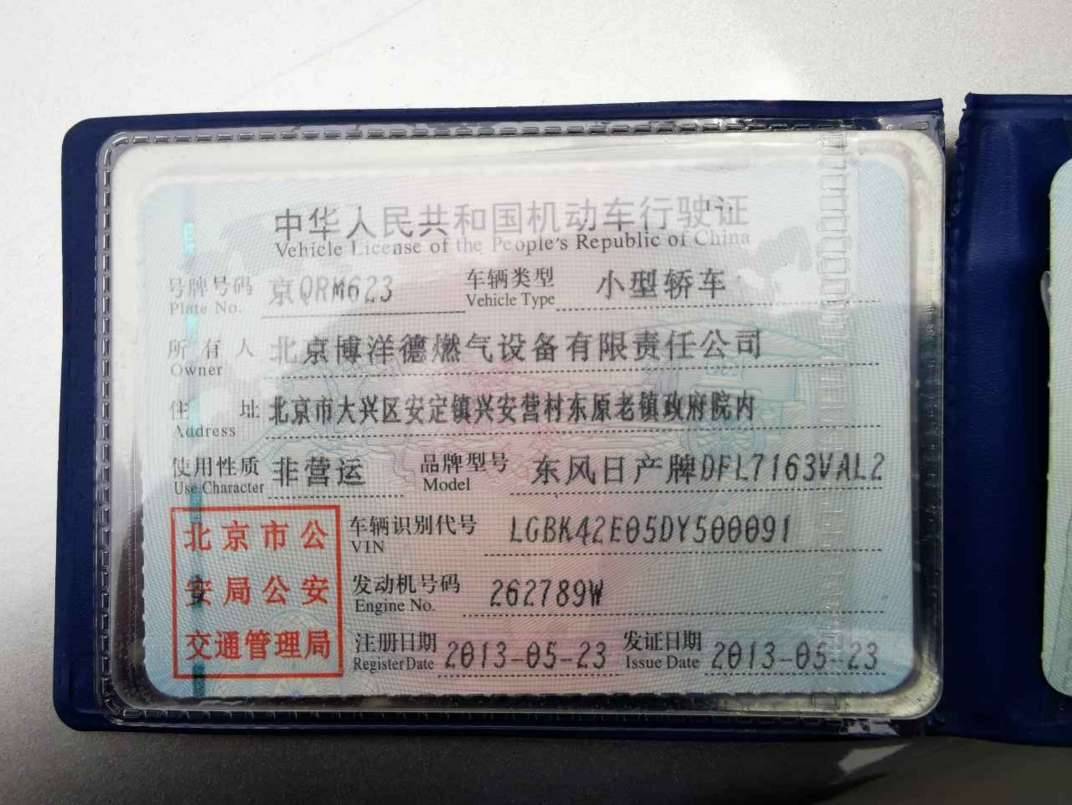 中华人民共和国机动车行驶证
Vehicle License of the People's Republic of China
号牌号码 京QRM623 车辆类型 小型轿车
Plate No. Vehicle Type
所有人 北京博洋德燃气设备有限责任公司
Owner
住址 北京市大兴区安定镇兴安营村东原老镇政府院内
Address
使用性质 非营运 品牌型号 东风日产牌DFL7163VAL2
Use Character Model
北京市公
安局公安
交通管理局
车辆识别代号 LGBK42E05DY500091
VIN
发动机号码 262789W
Engine No.
注册日期 2013-05-23 发证日期 2013-05-23
Register Date Issue Date